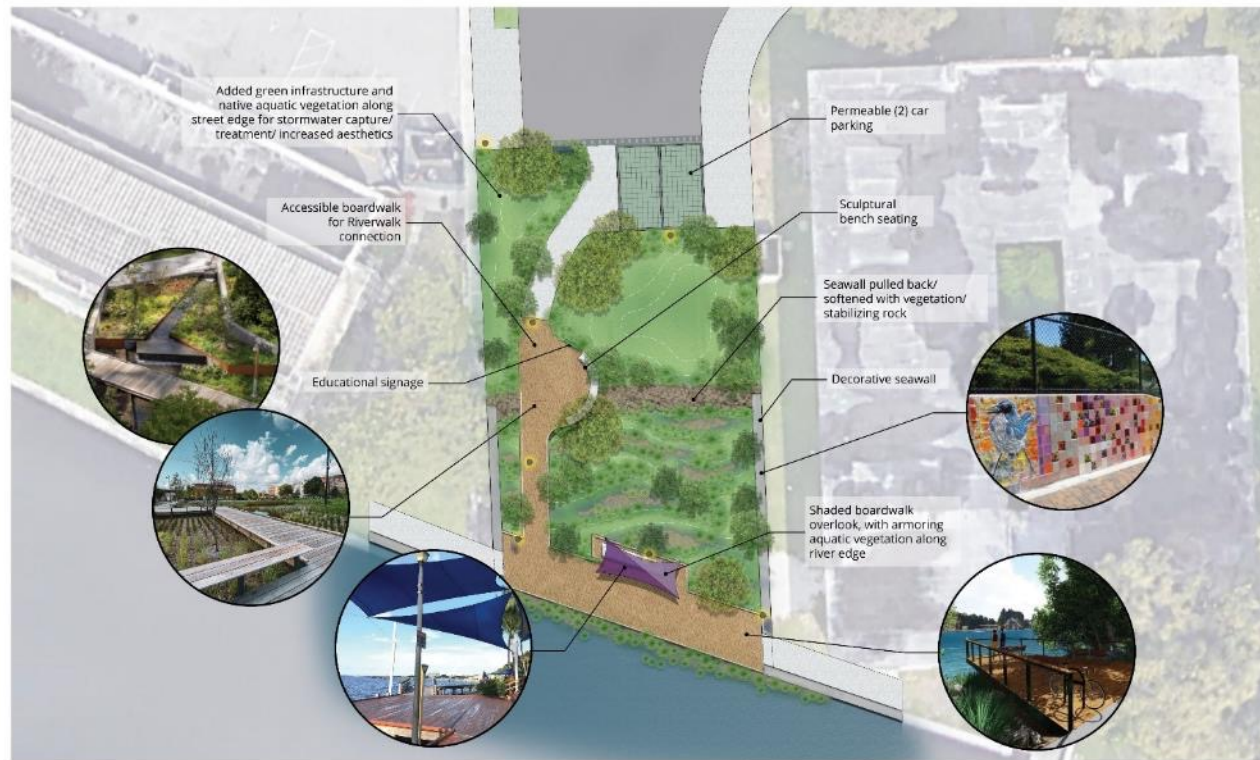 Added green infrastructure and
native aquatic vegetation along
street edge for stormwater capture/
treatment/ increased aesthetics
Permeable (2) car
parking
Accessible boardwalk
for Riverwalk
connection
Sculptural
bench seating
Seawall pulled back/
softened with vegetation/
stabilizing rock
Educational signage
Decorative seawall
Shaded boardwalk
overlook, with armoring
aquatic vegetation along
river edge